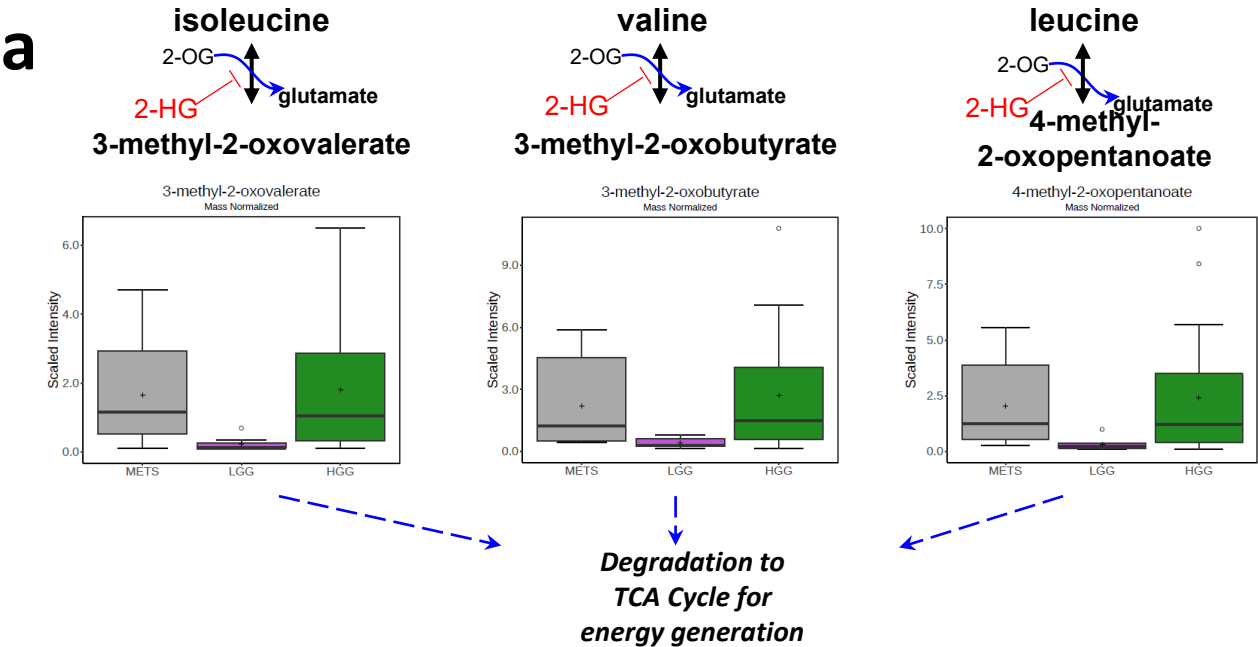 a
isoleucine
2-OG
2-HG
glutamate
3-methyl-2-oxovalerate
valine
2-OG
2-HG
glutamate
3-methyl-2-oxobutyrate
leucine
2-OG
2-HG
glutamate
4-methyl-
2-oxopentanoate
3-methyl-2-oxovalerate
Mass Normalized
Scaled Intensity
6.0
4.0
2.0
0.0
METS LGG HGG
3-methyl-2-oxobutyrate
Mass Normalized
Scaled Intensity
9.0
6.0
3.0
0.0
METS LGG HGG
4-methyl-2-oxopentanoate
Mass Normalized
Scaled Intensity
10.0
7.5
5.0
2.5
0.0
METS LGG HGG
Degradation to
TCA Cycle for
energy generation